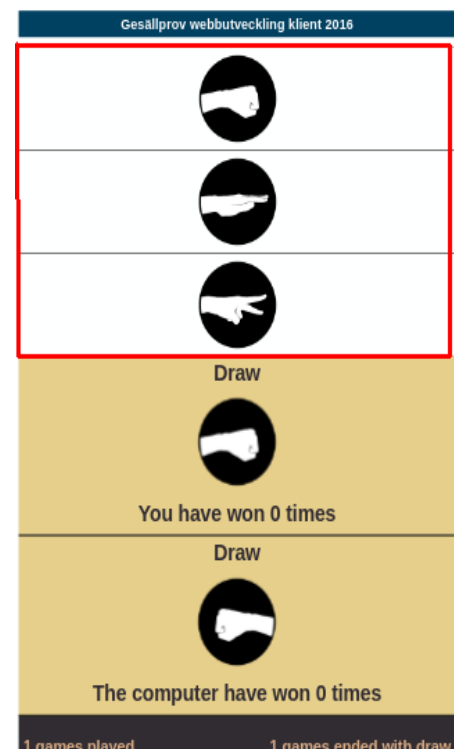 Gesällprov webbutveckling klient 2016
Draw
You have won 0 times
Draw
The computer have won 0 times
1 games played 1 games ended with draw